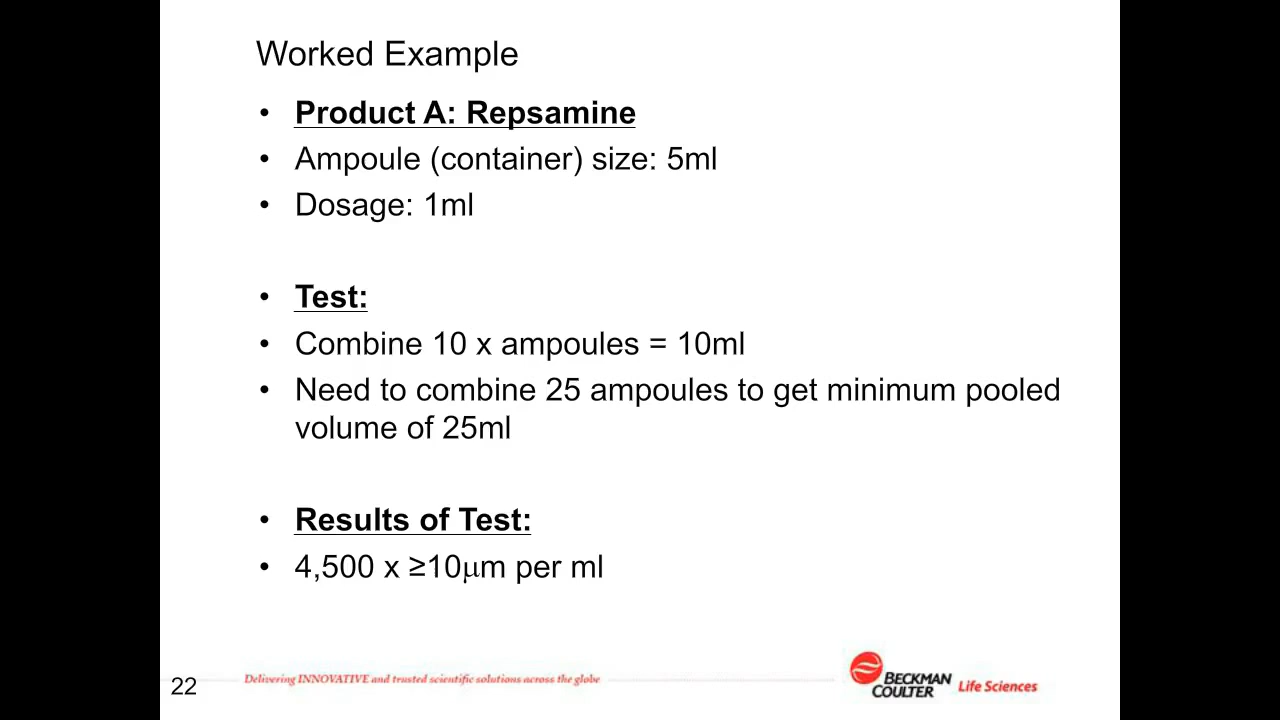 Worked Example
• Product A: Repsamine
• Ampoule (container) size: 5ml
• Dosage: 1ml
• Test:
• Combine 10 x ampoules = 10ml
• Need to combine 25 ampoules to get minimum pooled
volume of 25ml
• Results of Test:
• 4,500 x ≥10μm per ml
22
Delivering INNOVATIVE and trusted scientific solutions across the globe
BECKMAN
COULTER
Life Sciences